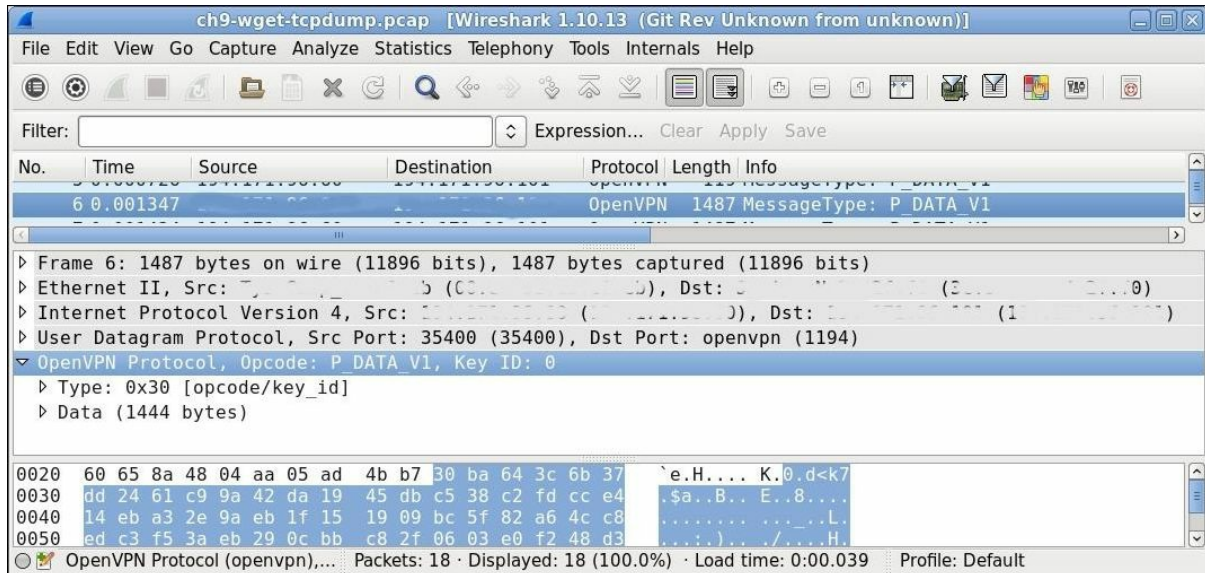 ch9-wget-tcpdump.pcap [Wireshark 1.10.13 (Git Rev Unknown from unknown)]
File Edit View Go Capture Analyze Statistics Telephony Tools Internals Help
Filter: Expression... Clear Apply Save
No. Time Source Destination Protocol Length Info
6 0.001347 OpenVPN 1487 MessageType: P_DATA_V1
Frame 6: 1487 bytes on wire (11896 bits), 1487 bytes captured (11896 bits)
Ethernet II, Src: Dst:
Internet Protocol Version 4, Src: Dst:
User Datagram Protocol, Src Port: 35400 (35400), Dst Port: openvpn (1194)
OpenVPN Protocol, Opcode: P_DATA_V1, Key ID: 0
Type: 0x30 [opcode/key_id]
Data (1444 bytes)
0020 60 65 8a 48 04 aa 05 ad 4b b7 30 ba 64 3c 6b 37 `e.H.... K.0.d<k7
0030 dd 24 61 c9 9a 42 da 19 45 db c5 38 c2 fd cc e4 .$a..B.. E..8....
0040 14 eb a3 2e 9a eb 1f 15 19 09 bc 5f 82 a6 4c c8 ........ ..._..L.
0050 ed c3 f5 3a eb 29 0c bb c8 2f 06 03 e0 f2 48 d3 ...:.).. ./....H.
OpenVPN Protocol (openvpn),... Packets: 18 · Displayed: 18 (100.0%) · Load time: 0:00.039 Profile: Default